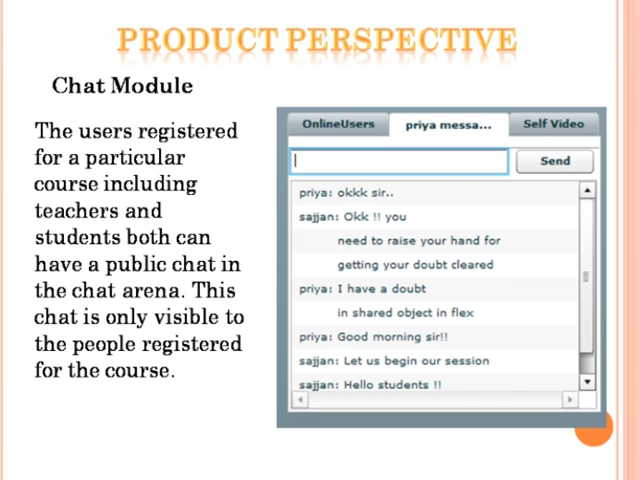 PRODUCT PERSPECTIVE
Chat Module
The users registered
for a particular
course including
teachers and
students both can
have a public chat in
the chat arena. This
chat is only visible to
the people registered
for the course.
OnlineUsers
priya messa...
Self Video
Send
priya: okkk sir..
sajjan: Okk !! you
need to raise your hand for
getting your doubt cleared
priya: I have a doubt
in shared object in flex
priya: Good morning sir!!
sajjan: Let us begin our session
sajjan: Hello students !!